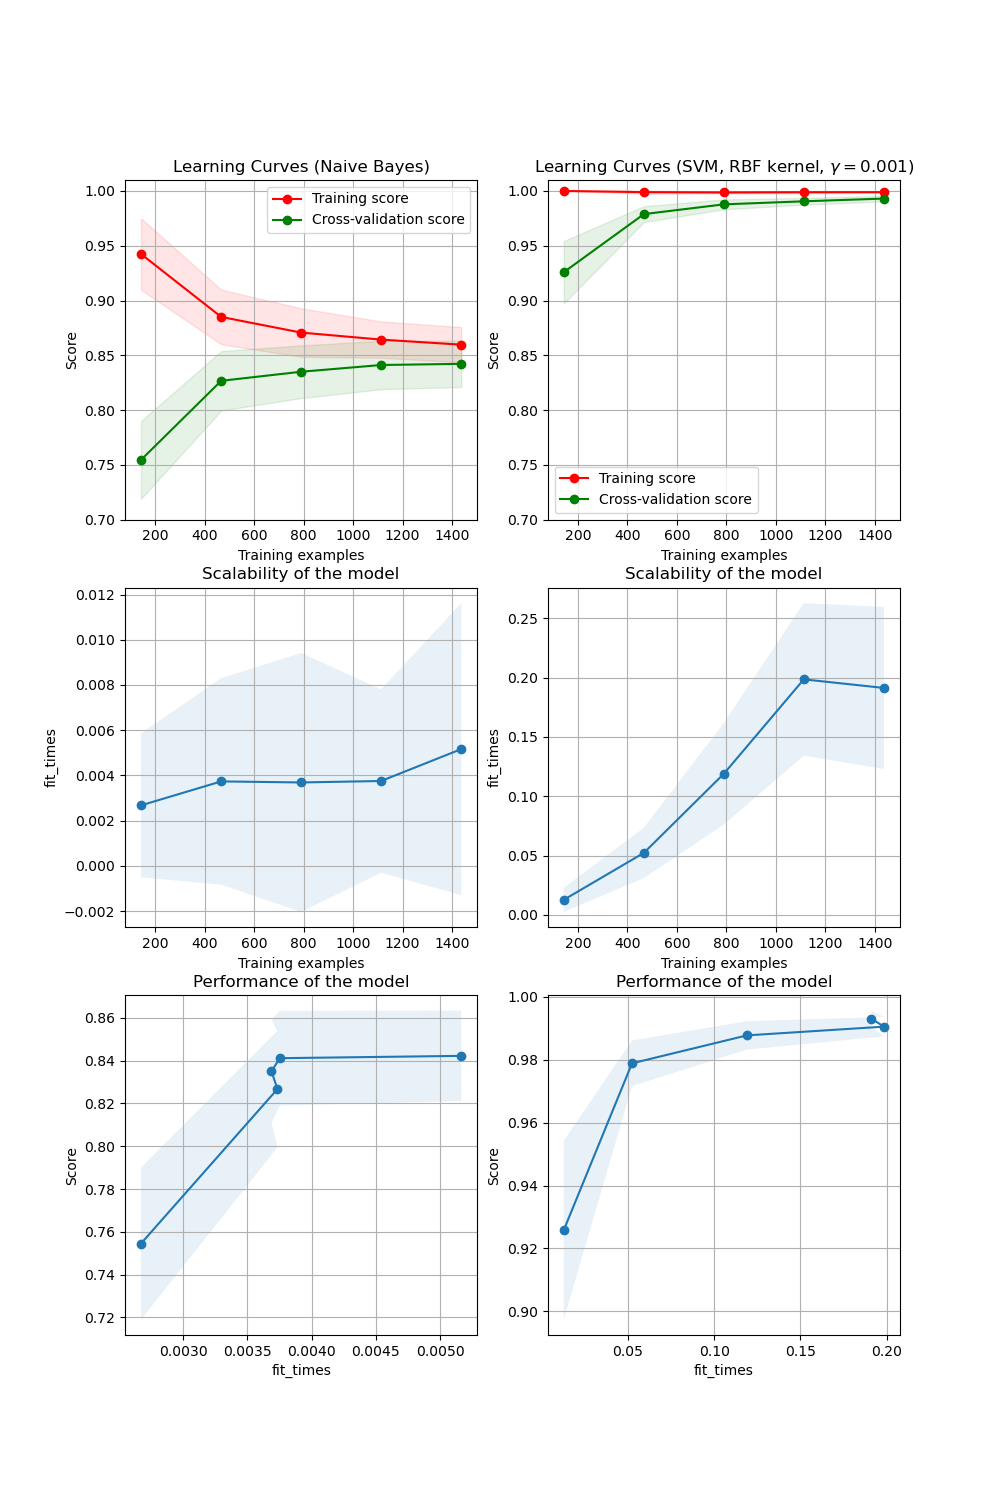 Learning Curves (Naive Bayes)
1.00
0.95
0.90
0.85
0.80
0.75
0.70
Score
Training score
Cross-validation score
200 400 600 800 1000 1200 1400
Training examples
Learning Curves (SVM, RBF kernel, γ = 0.001)
1.00
0.95
0.90
0.85
0.80
0.75
0.70
Score
Training score
Cross-validation score
200 400 600 800 1000 1200 1400
Training examples
Scalability of the model
0.012
0.010
0.008
0.006
0.004
0.002
0.000
−0.002
fit_times
200 400 600 800 1000 1200 1400
Training examples
Scalability of the model
0.25
0.20
0.15
0.10
0.05
0.00
fit_times
200 400 600 800 1000 1200 1400
Training examples
Performance of the model
0.86
0.84
0.82
0.80
0.78
0.76
0.74
0.72
Score
0.0030 0.0035 0.0040 0.0045 0.0050
fit_times
Performance of the model
1.00
0.98
0.96
0.94
0.92
0.90
Score
0.05 0.10 0.15 0.20
fit_times